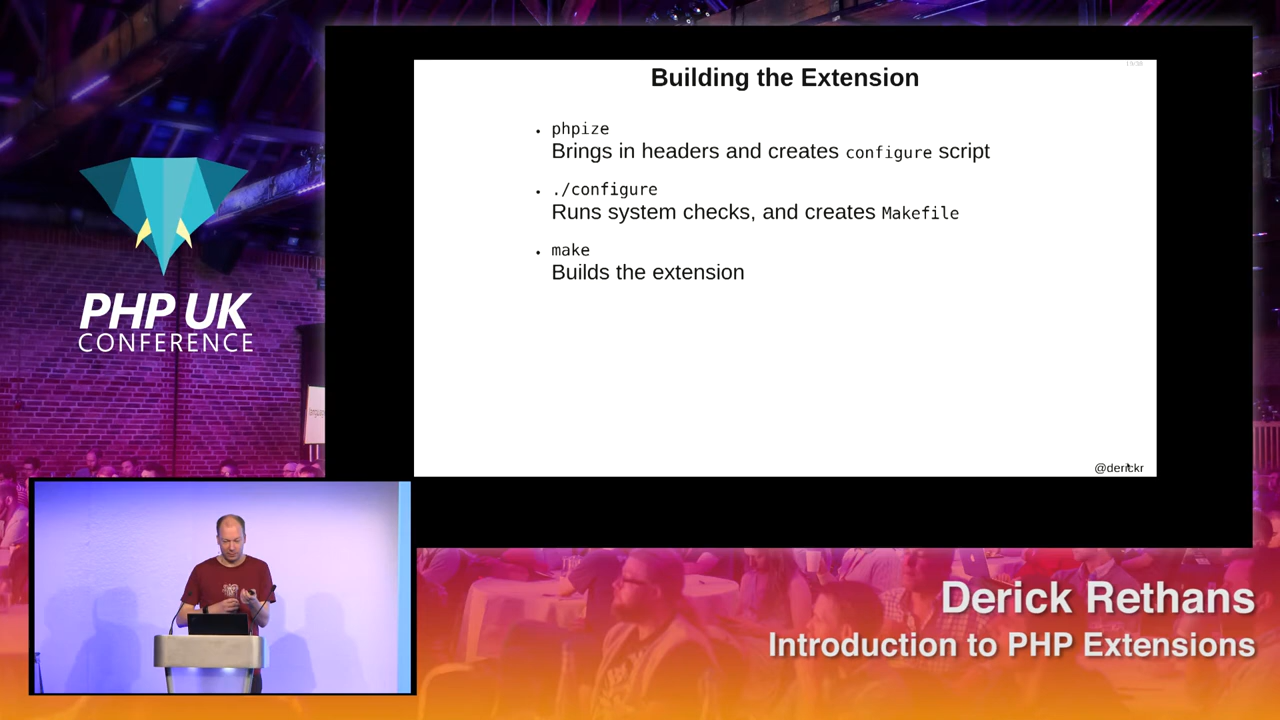 Building the Extension
• phpize
Brings in headers and creates configure script
• ./configure
Runs system checks, and creates Makefile
• make
Builds the extension
@derickr
PHP UK
CONFERENCE
Derick Rethans
Introduction to PHP Extensions